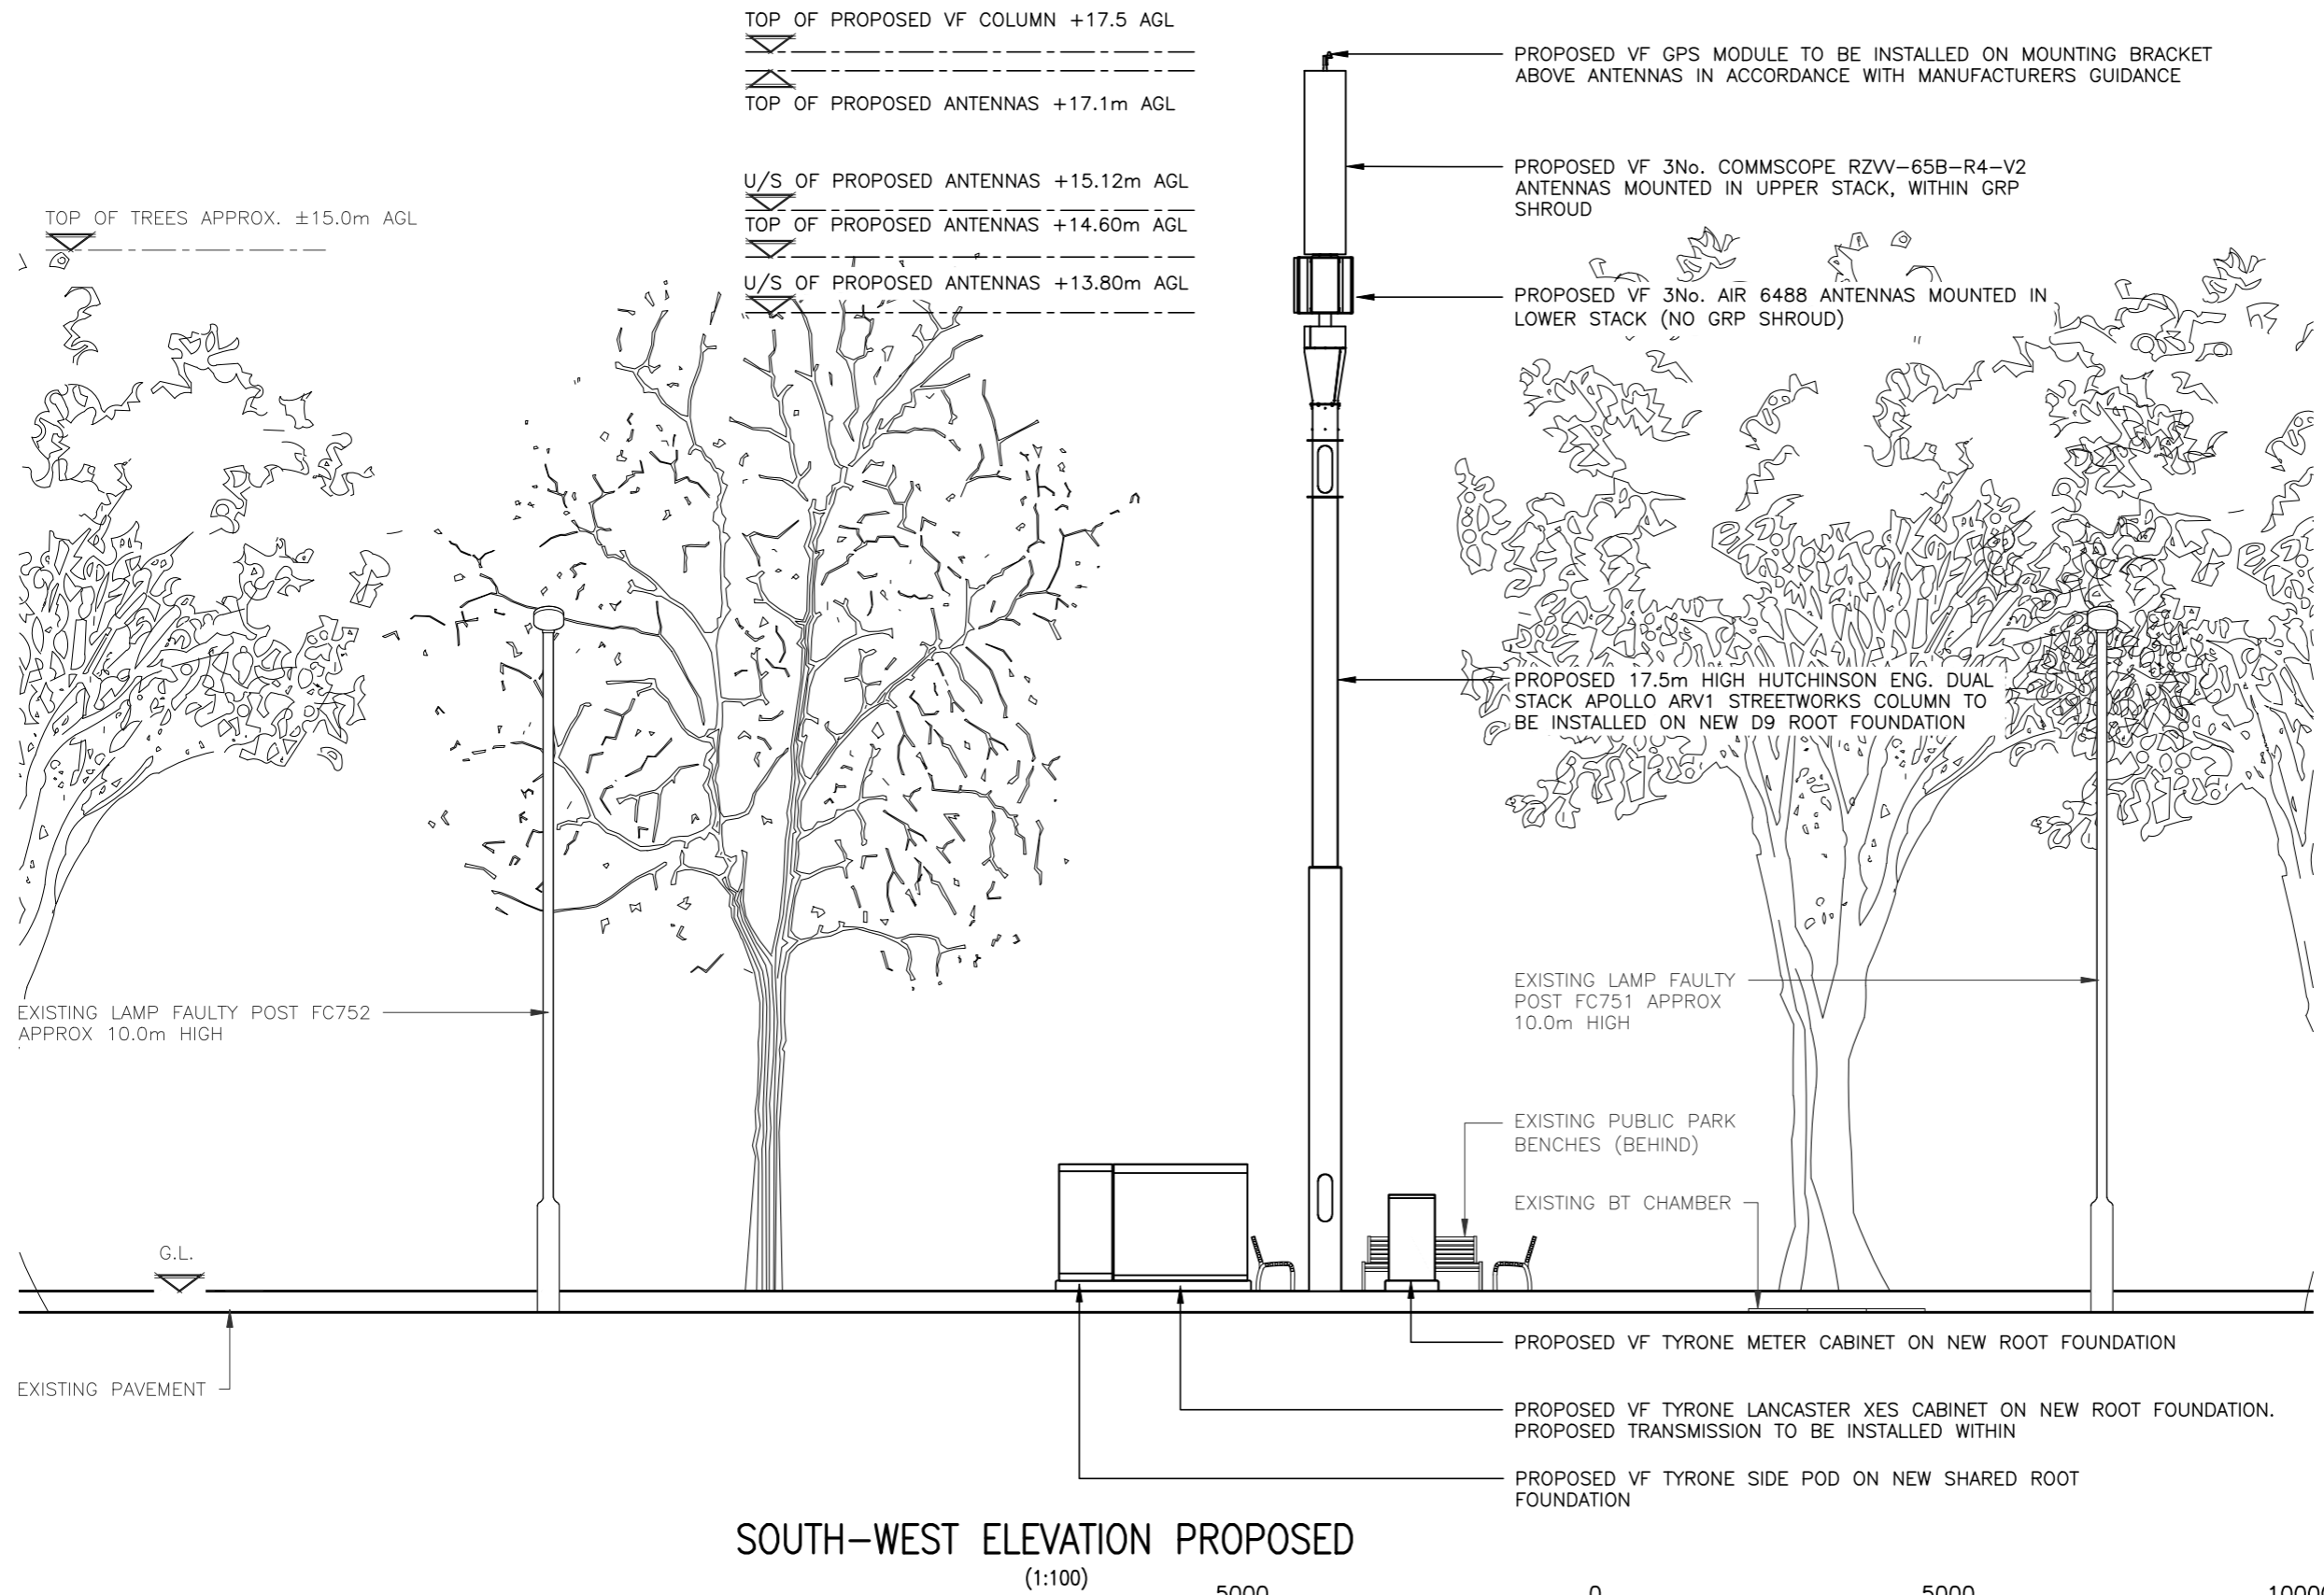 TOP OF PROPOSED VF COLUMN +17.5 AGL
TOP OF PROPOSED ANTENNAS +17.1m AGL
U/S OF PROPOSED ANTENNAS +15.12m AGL
TOP OF PROPOSED ANTENNAS +14.60m AGL
U/S OF PROPOSED ANTENNAS +13.80m AGL
TOP OF TREES APPROX. ±15.0m AGL
PROPOSED VF GPS MODULE TO BE INSTALLED ON MOUNTING BRACKET
ABOVE ANTENNAS IN ACCORDANCE WITH MANUFACTURERS GUIDANCE
PROPOSED VF 3No. COMMSCOPE RZVV-65B-R4-V2
ANTENNAS MOUNTED IN UPPER STACK, WITHIN GRP
SHROUD
PROPOSED VF 3No. AIR 6488 ANTENNAS MOUNTED IN
LOWER STACK (NO GRP SHROUD)
PROPOSED 17.5m HIGH HUTCHINSON ENG. DUAL
STACK APOLLO ARV1 STREETWORKS COLUMN TO
BE INSTALLED ON NEW D9 ROOT FOUNDATION
EXISTING LAMP FAULTY POST FC752
APPROX 10.0m HIGH
EXISTING LAMP FAULTY
POST FC751 APPROX
10.0m HIGH
EXISTING PUBLIC PARK
BENCHES (BEHIND)
EXISTING BT CHAMBER
G.L.
EXISTING PAVEMENT
PROPOSED VF TYRONE METER CABINET ON NEW ROOT FOUNDATION
PROPOSED VF TYRONE LANCASTER XES CABINET ON NEW ROOT FOUNDATION.
PROPOSED TRANSMISSION TO BE INSTALLED WITHIN
PROPOSED VF TYRONE SIDE POD ON NEW SHARED ROOT
FOUNDATION
SOUTH-WEST ELEVATION PROPOSED
(1:100)
5000 0 5000 10000